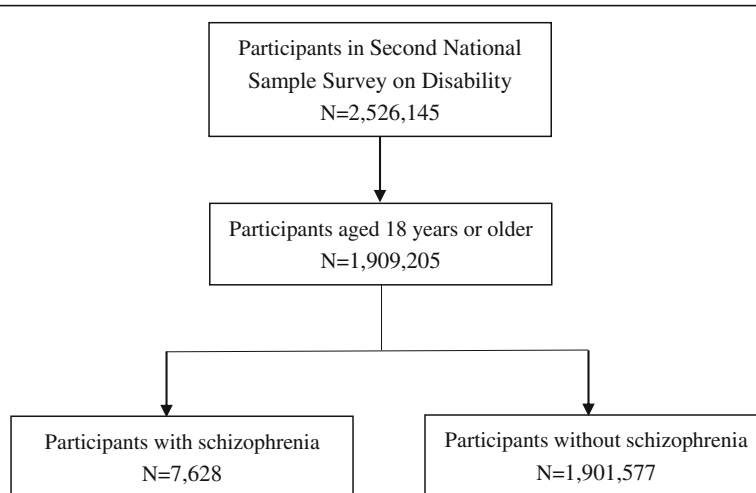 Participants in Second National
Sample Survey on Disability
N=2,526,145
Participants aged 18 years or older
N=1,909,205
Participants with schizophrenia
N=7,628
Participants without schizophrenia
N=1,901,577